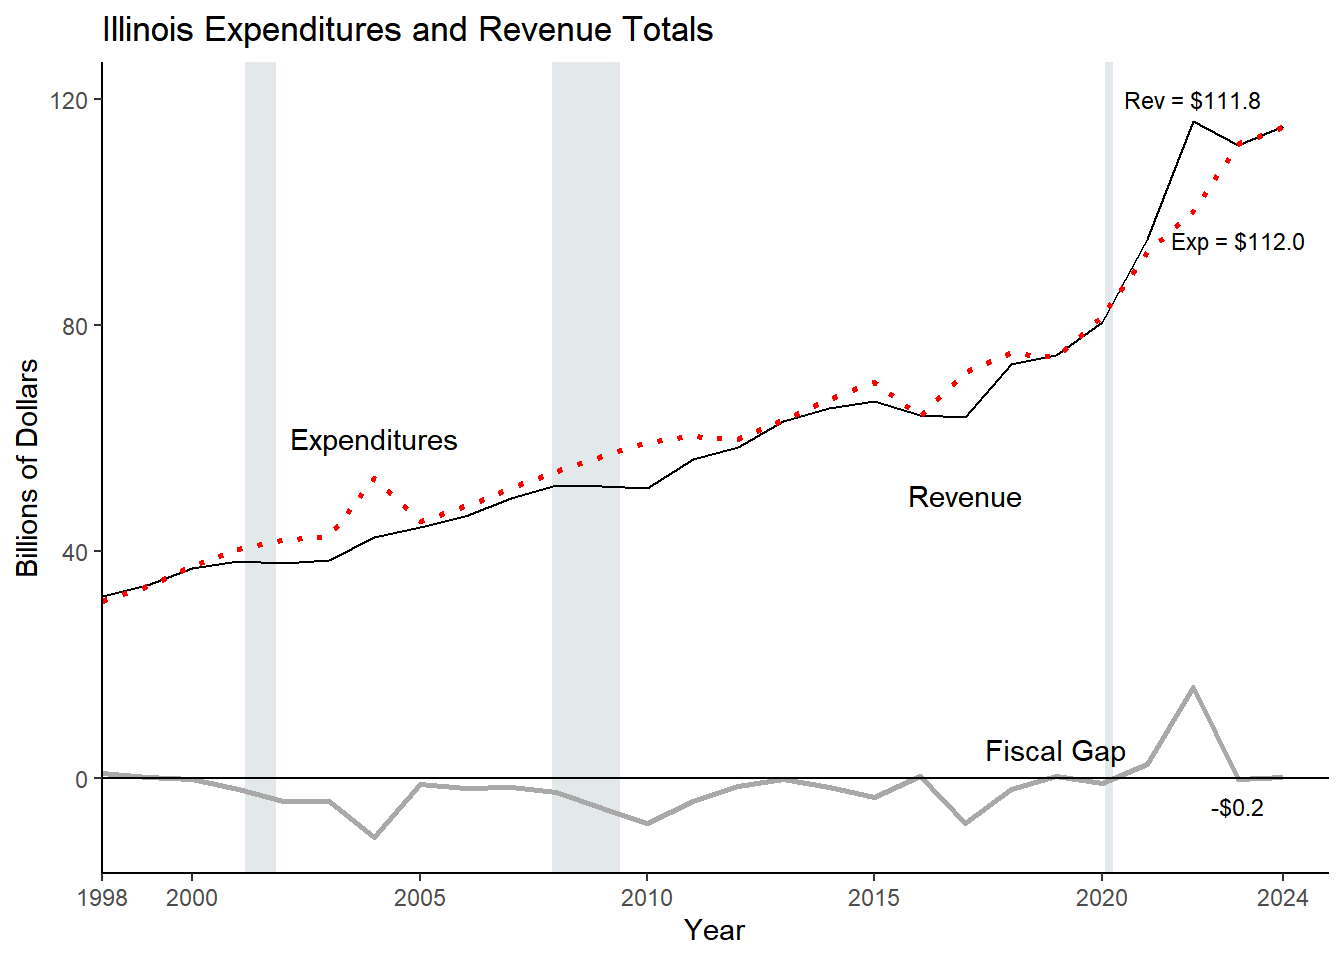 Illinois Expenditures and Revenue Totals
120
80
40
0
Billions of Dollars
Rev = $111.8
Exp = $112.0
Expenditures
Revenue
Fiscal Gap
-$0.2
1998 2000 2005 2010 2015 2020 2024
Year